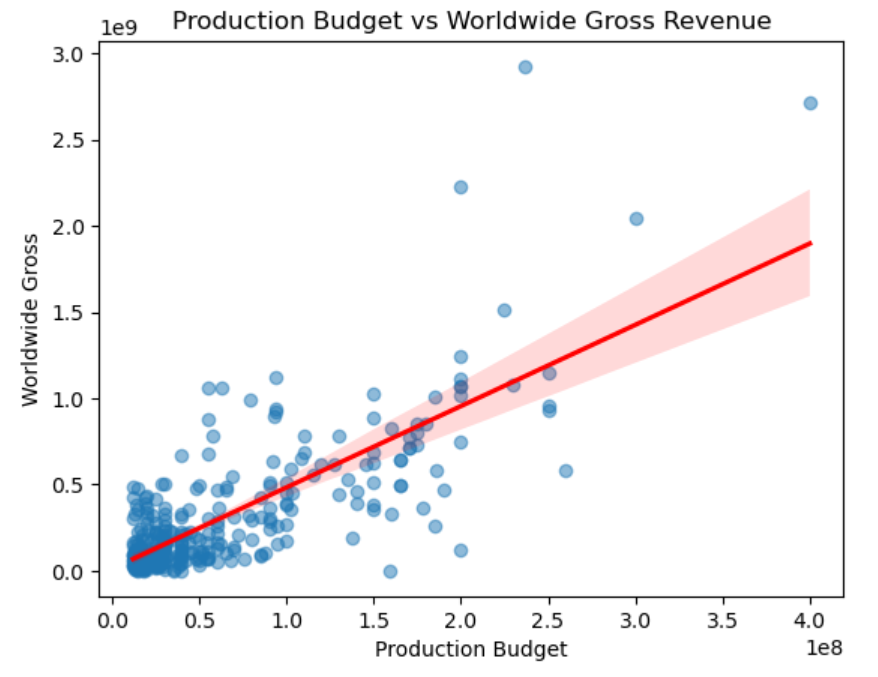 1e9
Production Budget vs Worldwide Gross Revenue
3.0
2.5
2.0
1.5
1.0
0.5
0.0
Worldwide Gross
0.0 0.5 1.0 1.5 2.0 2.5 3.0 3.5 4.0
Production Budget
1e8